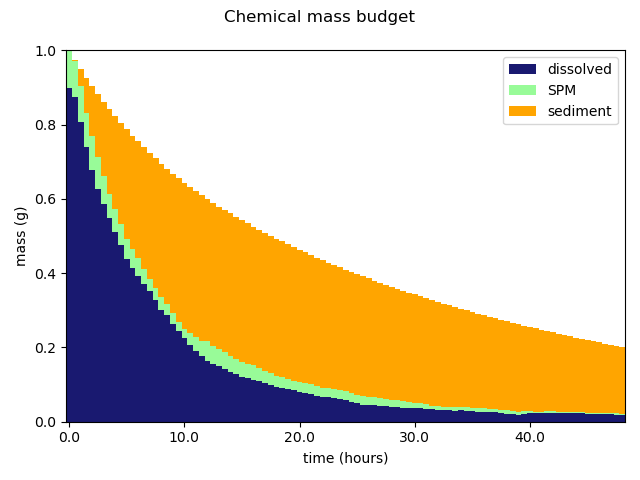 Chemical mass budget
dissolved
SPM
sediment
mass (g)
1.0
0.8
0.6
0.4
0.2
0.0
0.0 10.0 20.0 30.0 40.0
time (hours)